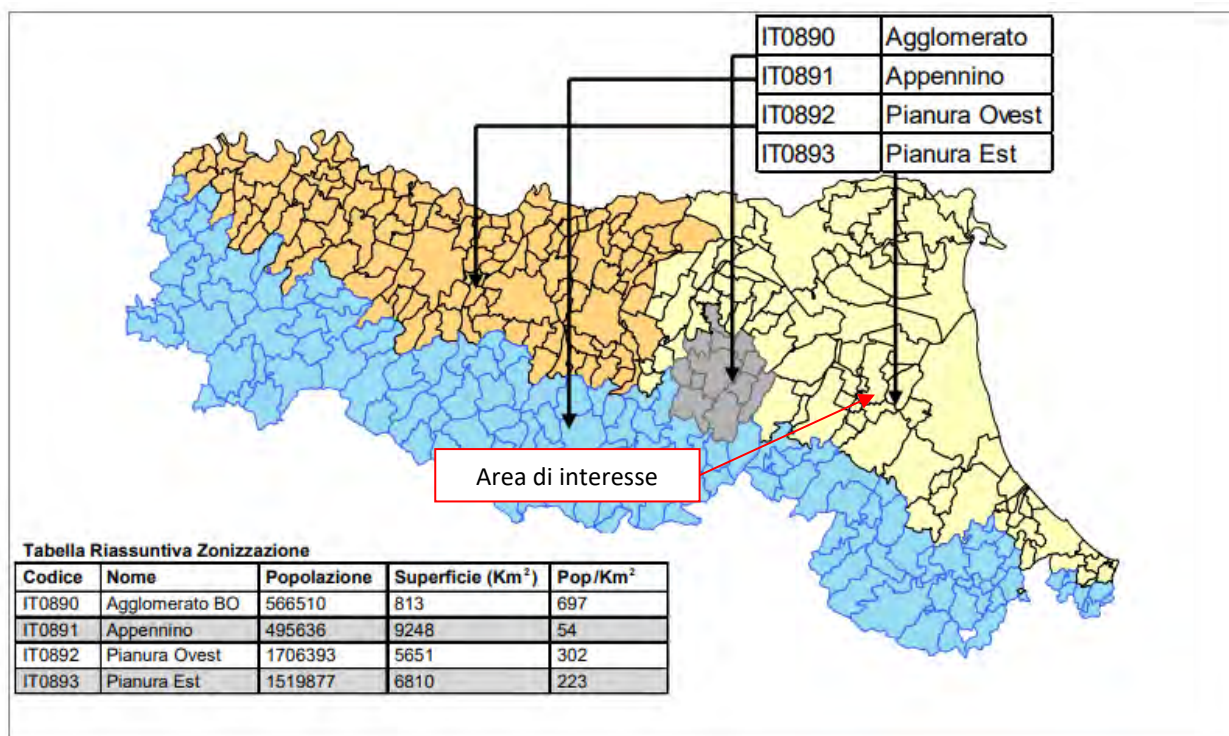 IT0890 Agglomerato
IT0891 Appennino
IT0892 Pianura Ovest
IT0893 Pianura Est
Area di interesse
Tabella Riassuntiva Zonizzazione
Codice Nome Popolazione Superficie (Km²) Pop/Km²
IT0890 Agglomerato BO 566510 813 697
IT0891 Appennino 495636 9248 54
IT0892 Pianura Ovest 1706393 5651 302
IT0893 Pianura Est 1519877 6810 223